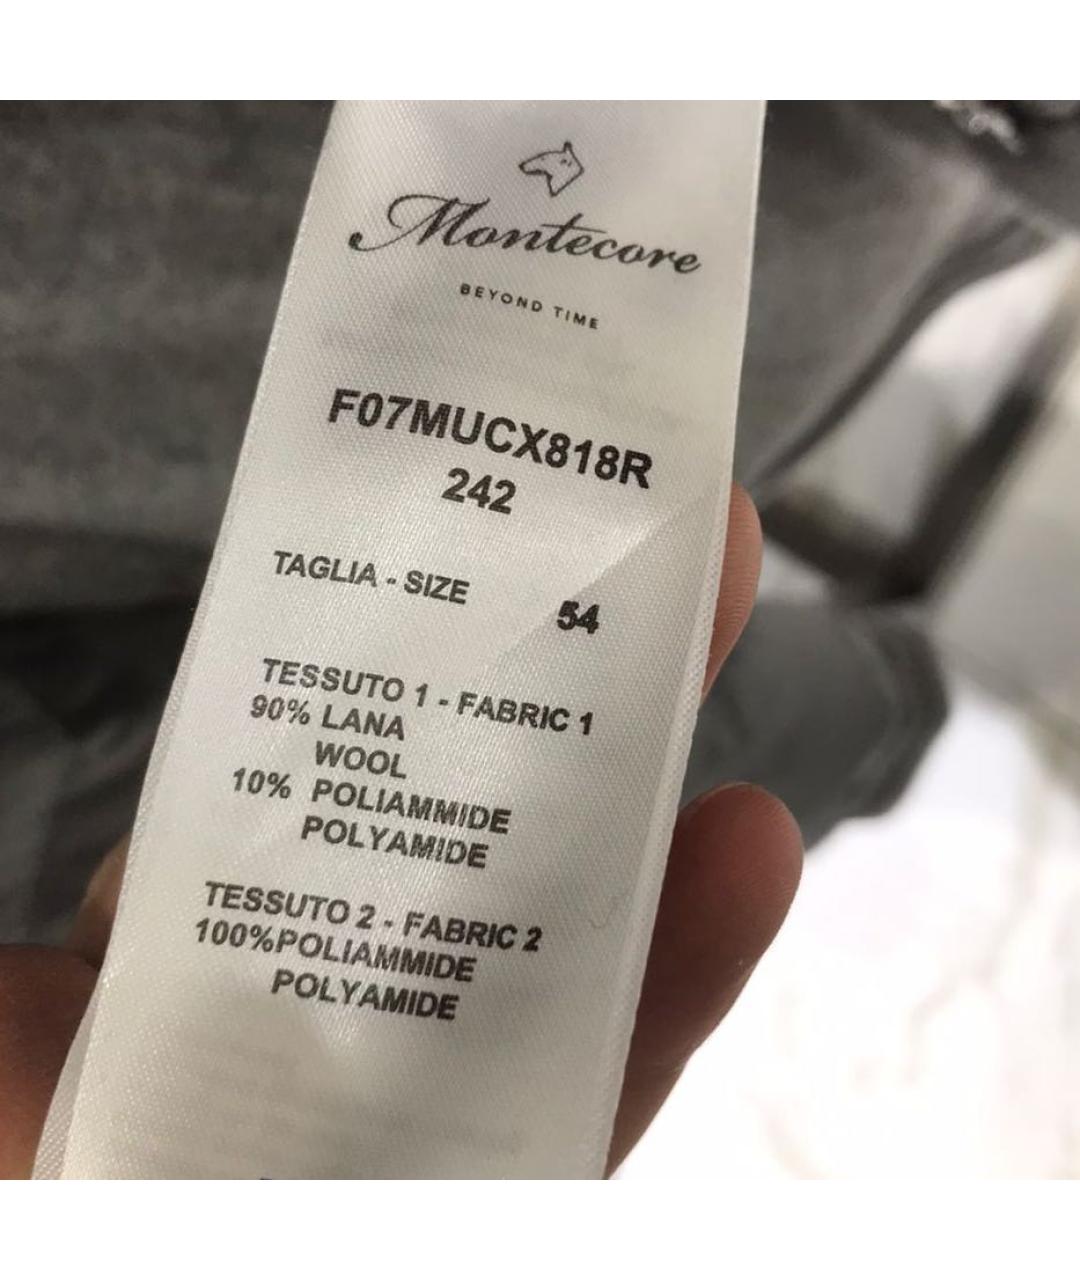 Montecore
BEYOND TIME
F07MUCX818R
242
TAGLIA - SIZE 54
TESSUTO 1 - FABRIC 1
90% LANA
WOOL
10% POLIAMMIDE
POLYAMIDE
TESSUTO 2 - FABRIC 2
100%POLIAMMIDE
POLYAMIDE